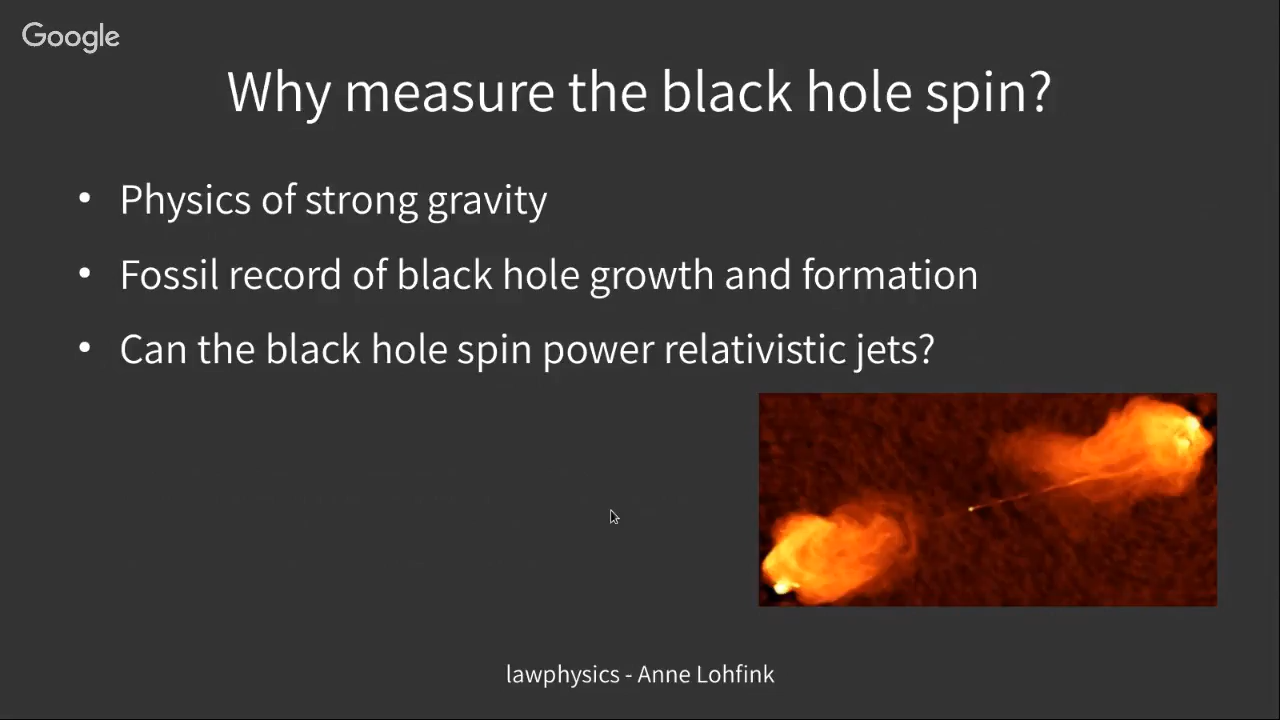 Google
Why measure the black hole spin?
• Physics of strong gravity
• Fossil record of black hole growth and formation
• Can the black hole spin power relativistic jets?
lawphysics - Anne Lohfink